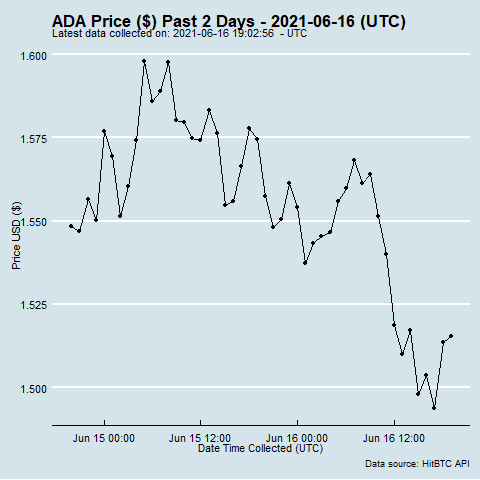 ADA Price ($) Past 2 Days - 2021-06-16 (UTC)
Latest data collected on: 2021-06-16 19:02:56  - UTC
1.600
1.575
1.550
1.525
1.500
Price USD ($)
Jun 15 00:00
Jun 15 12:00
Jun 16 00:00
Jun 16 12:00
Date Time Collected (UTC)
Data source: HitBTC API